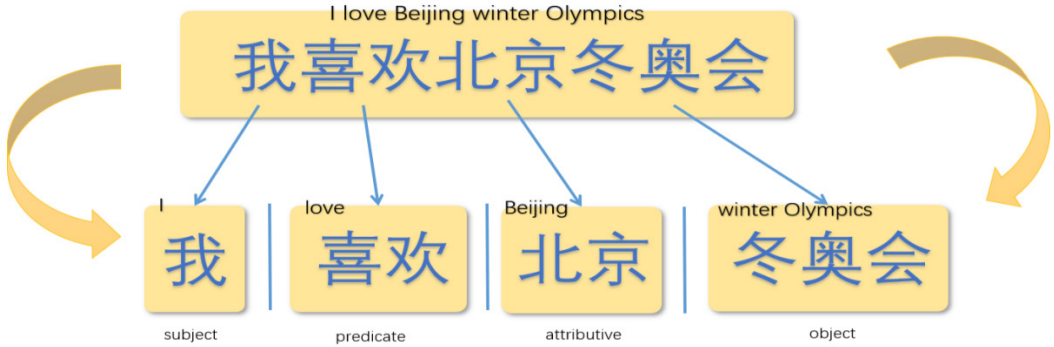 I love Beijing winter Olympics
我喜欢北京冬奥会
I love Beijing winter Olympics
我 喜欢 北京 冬奥会
subject predicate attributive object